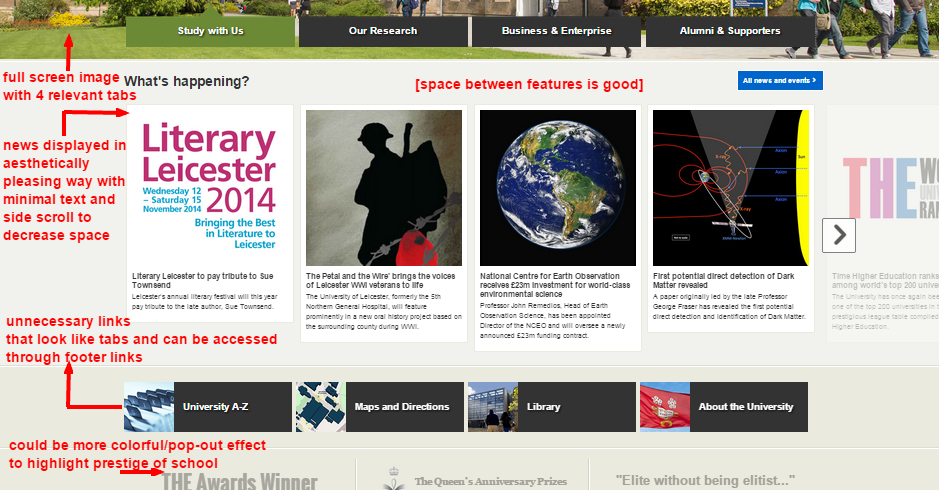 Study with Us
Our Research
Business & Enterprise
Alumni & Supporters
full screen image
with 4 relevant tabs
What's happening?
[space between features is good]
All news and events
news displayed in
aesthetically
pleasing way with
minimal text and
side scroll to
decrease space
Literary
Leicester
Wednesday 12
– Saturday 15
November 2014
2014
Bringing the Best
in Literature to
Leicester
Literary Leicester to pay tribute to Sue
Townsend
Leicester's annual literary festival will this year
pay tribute to the late author, Sue Townsend.
The Petal and the Wire' brings the voices
of Leicester WWI veterans to life
The University of Leicester, formerly the 5th
Northern General Hospital, will feature
prominently in a new oral history project based on
the surrounding county during WWI.
National Centre for Earth Observation
receives £23m investment for world-class
environmental science
Professor John Remedios, Head of Earth
Observation Science, has been appointed
Director of the NCEO and will oversee a newly
announced £23m funding contract.
X-ray
Axion
Sun
Axion
X-ray
Axion
First potential direct detection of Dark
Matter revealed
A paper originally led by the late Professor
George Fraser has revealed the first potential
direct detection and identification of Dark Matter.
THE
WO
UNIV
RAN
Time Higher Education ranks
among world's top 200 unive
The University has once again been
one of the top 200 universities in t
prestigious league table compiled
Higher Education.
unnecessary links
that look like tabs and can be accessed
through footer links
University A-Z
Maps and Directions
Library
About the University
could be more colorful/pop-out effect
to highlight prestige of school
THE Awards Winner
The Queen's Anniversary Prizes
"Elite without being elitist..."